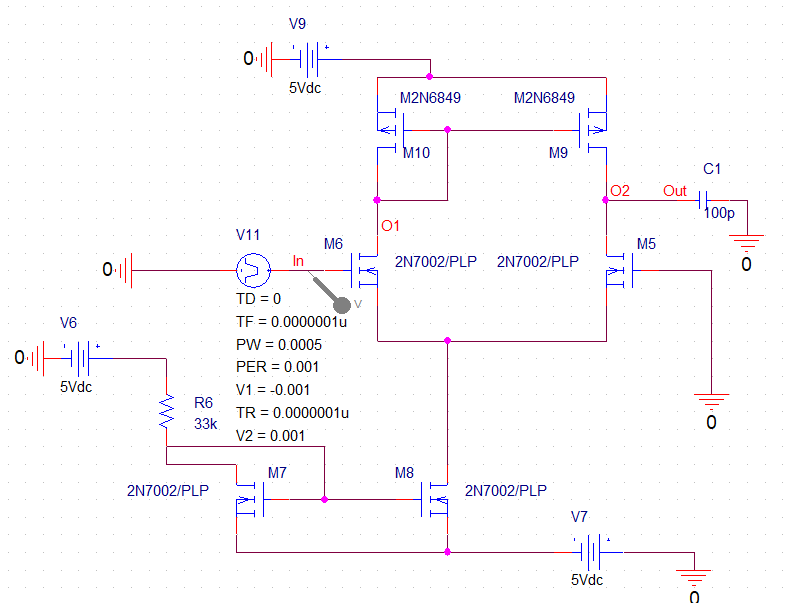 V9
0
5Vdc
M2N6849
M2N6849
M10
M9
C1
O2
Out
100p
0
O1
V11
M6
M5
In
2N7002/PLP
2N7002/PLP
0
V
TD = 0
TF = 0.0000001u
PW = 0.0005
PER = 0.001
V1 = -0.001
TR = 0.0000001u
V2 = 0.001
V6
0
5Vdc
R6
33k
0
M7
M8
2N7002/PLP
2N7002/PLP
V7
5Vdc
0